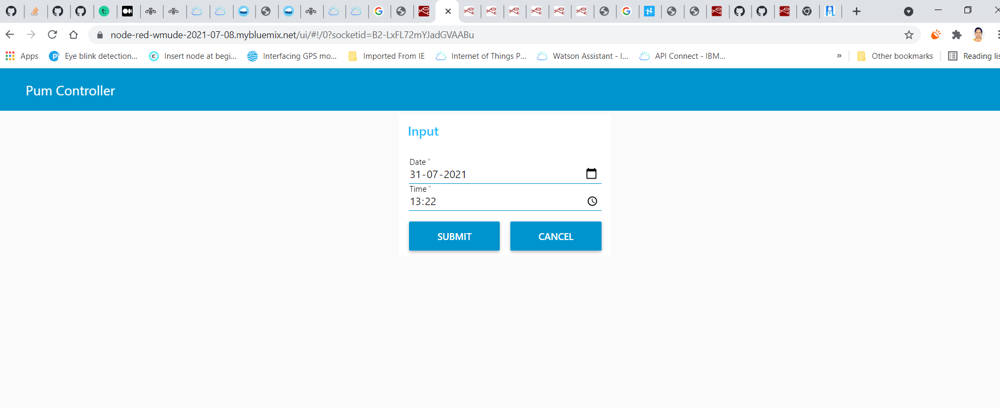 node-red-wmude-2021-07-08.mybluemix.net/ui/#!/0?socketid=B2-LxFL72mYJadGVAABu
Apps Eye blink detection... Insert node at begi... Interfacing GPS mo... Imported From IE Internet of Things P... Watson Assistant - I... API Connect - IBM... » Other bookmarks Reading lis
Pum Controller
Input
Date *
31-07-2021
Time *
13:22
SUBMIT CANCEL